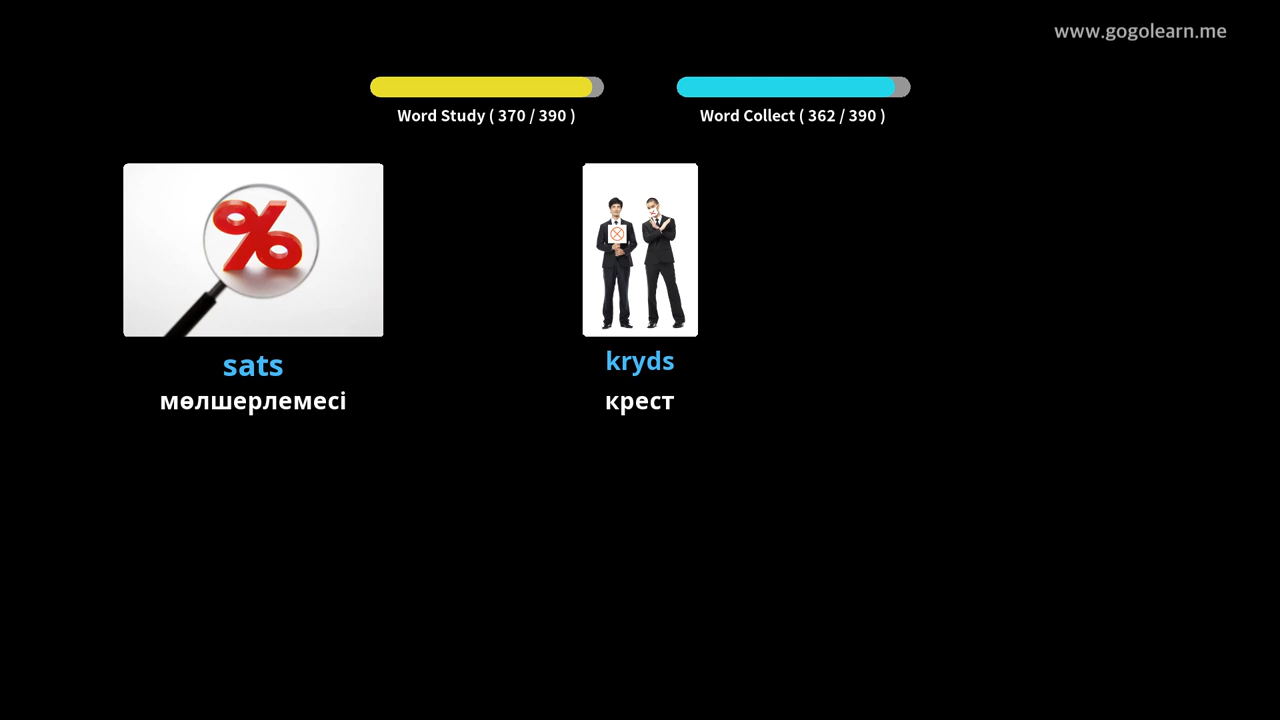 www.gogolearn.me
Word Study ( 370 / 390 )
Word Collect ( 362 / 390 )
%
sats
kryds
мөлшерлемесі
крест